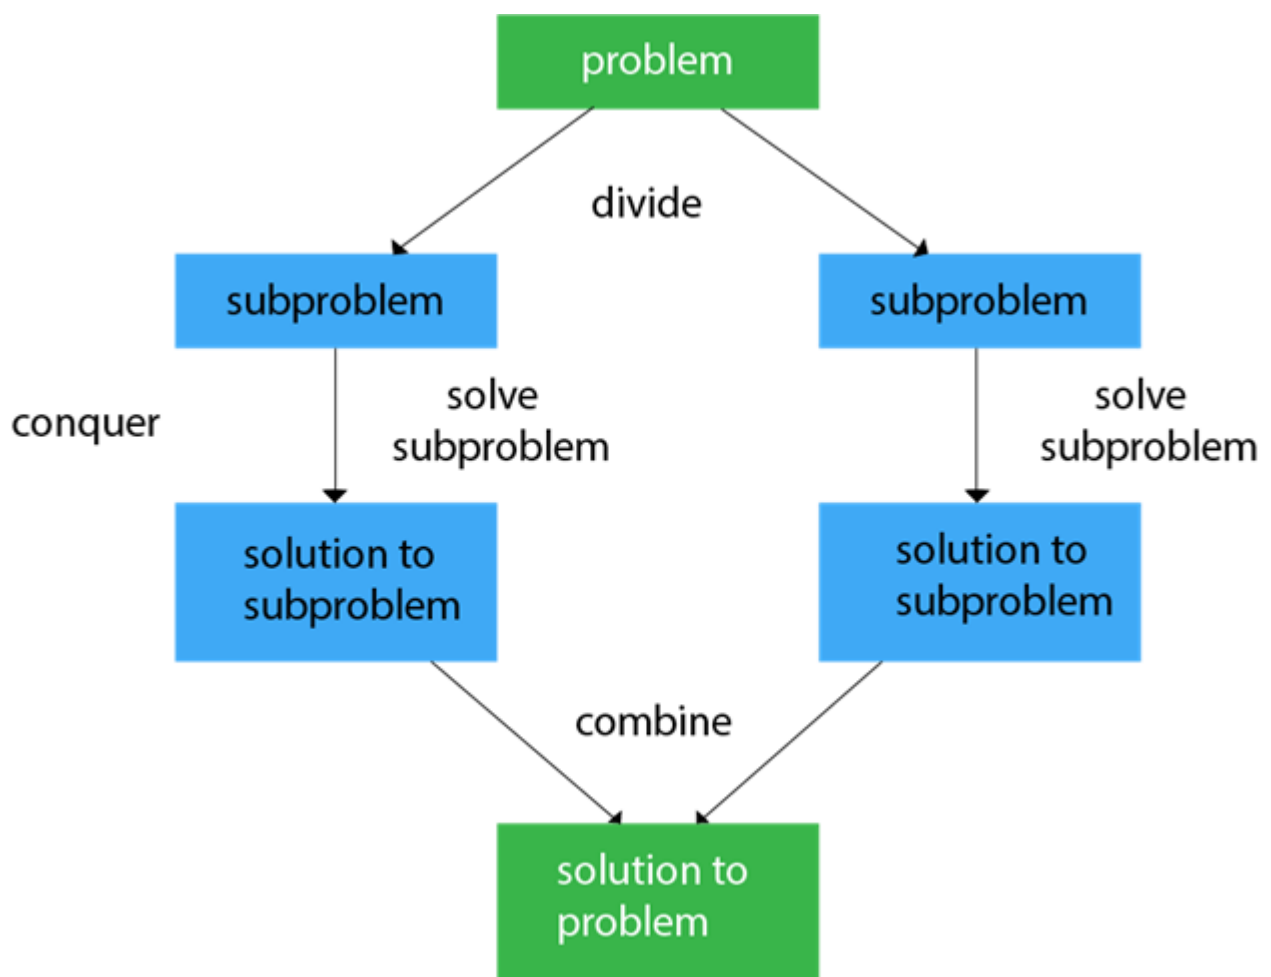 problem
divide
subproblem
subproblem
conquer
solve
subproblem
solve
subproblem
solution to
subproblem
solution to
subproblem
combine
solution to
problem